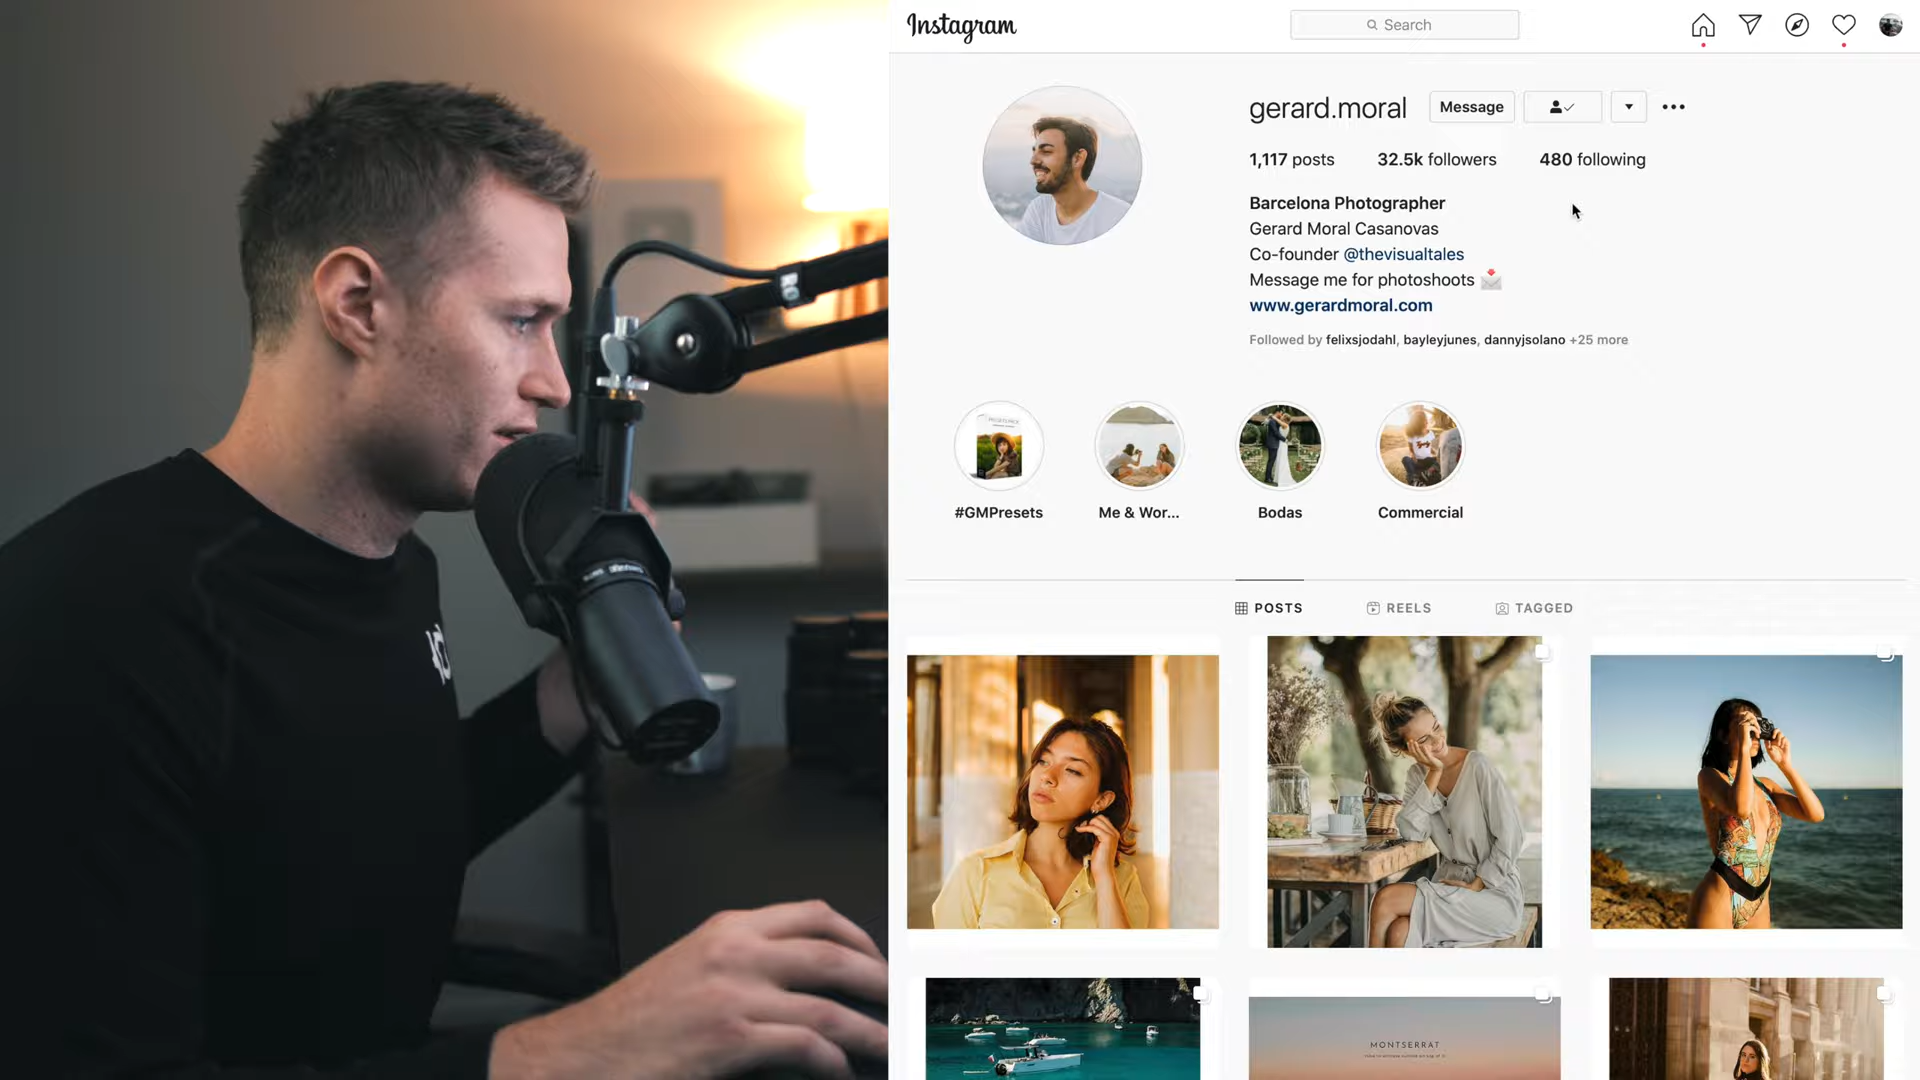 Instagram
Search
gerard.moral
Message
1,117 posts 32.5k followers 480 following
Barcelona Photographer
Gerard Moral Casanovas
Co-founder @thevisualtales
Message me for photoshoots
www.gerardmoral.com
Followed by felixsjodahl, bayleyjunes, dannyjsolano +25 more
#GMPresets
Me & Wor...
Bodas
Commercial
POSTS
REELS
TAGGED
MONTSERRAT